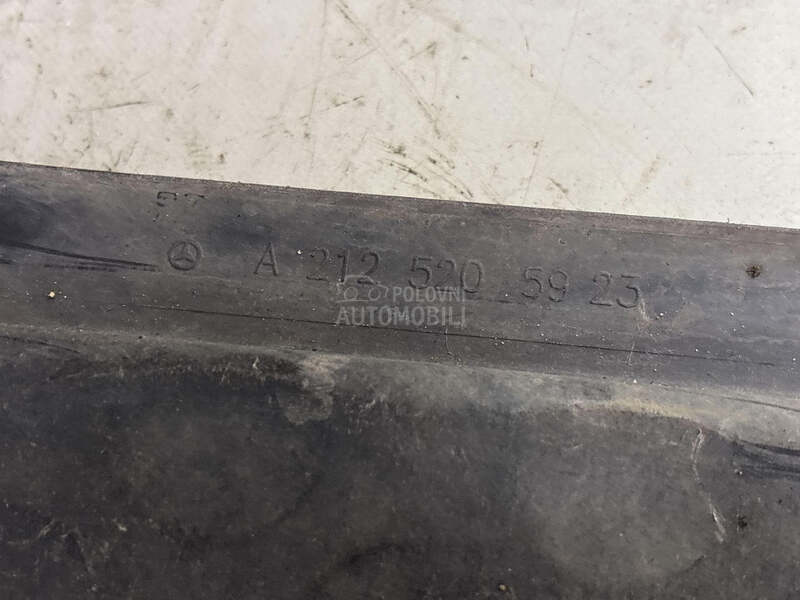 A 212 520 59 23
POLOVNI
AUTOMOBILI